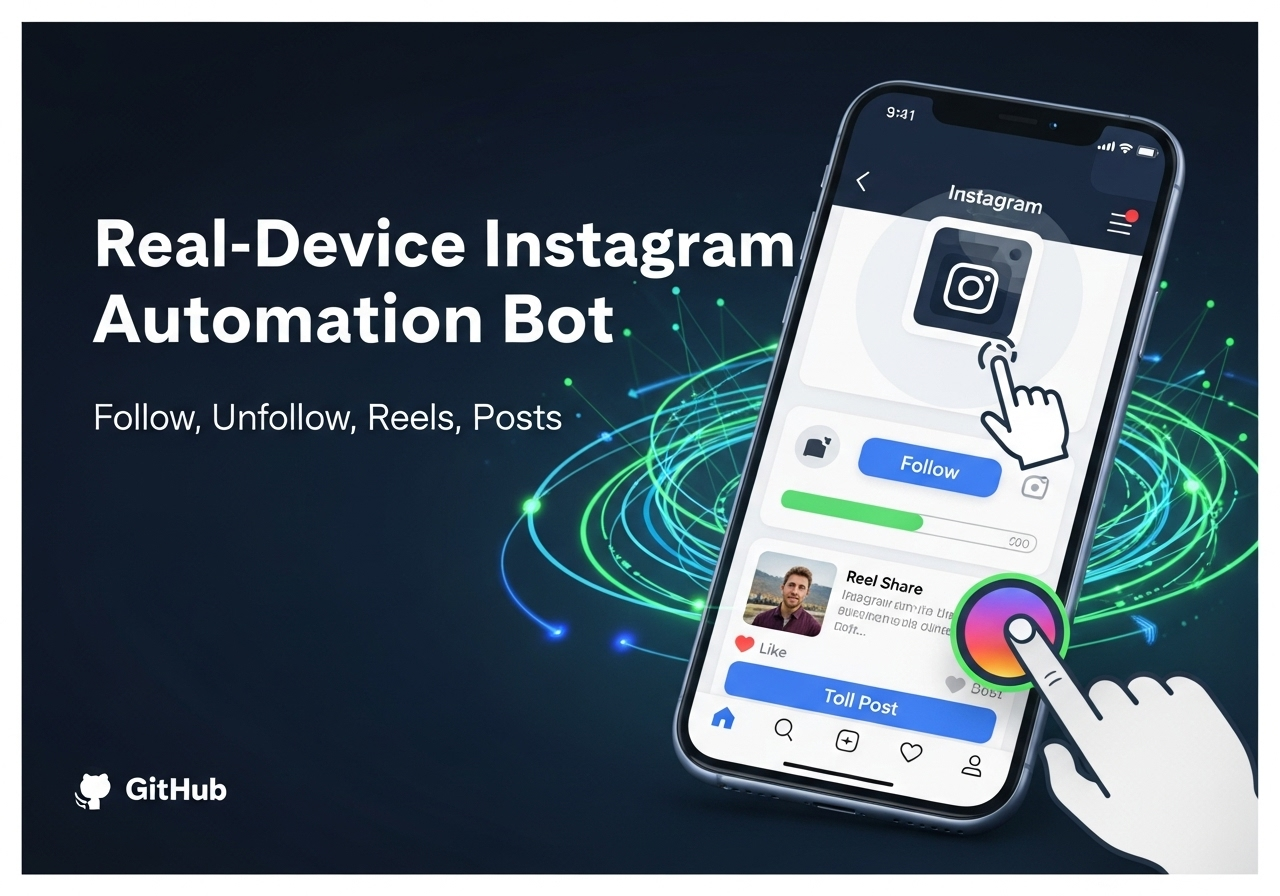 Real-Device Instagram
Automation Bot
Follow, Unfollow, Reels, Posts
GitHub
9:41
Instagram
Follow
Reel Share
Like
Toll Post